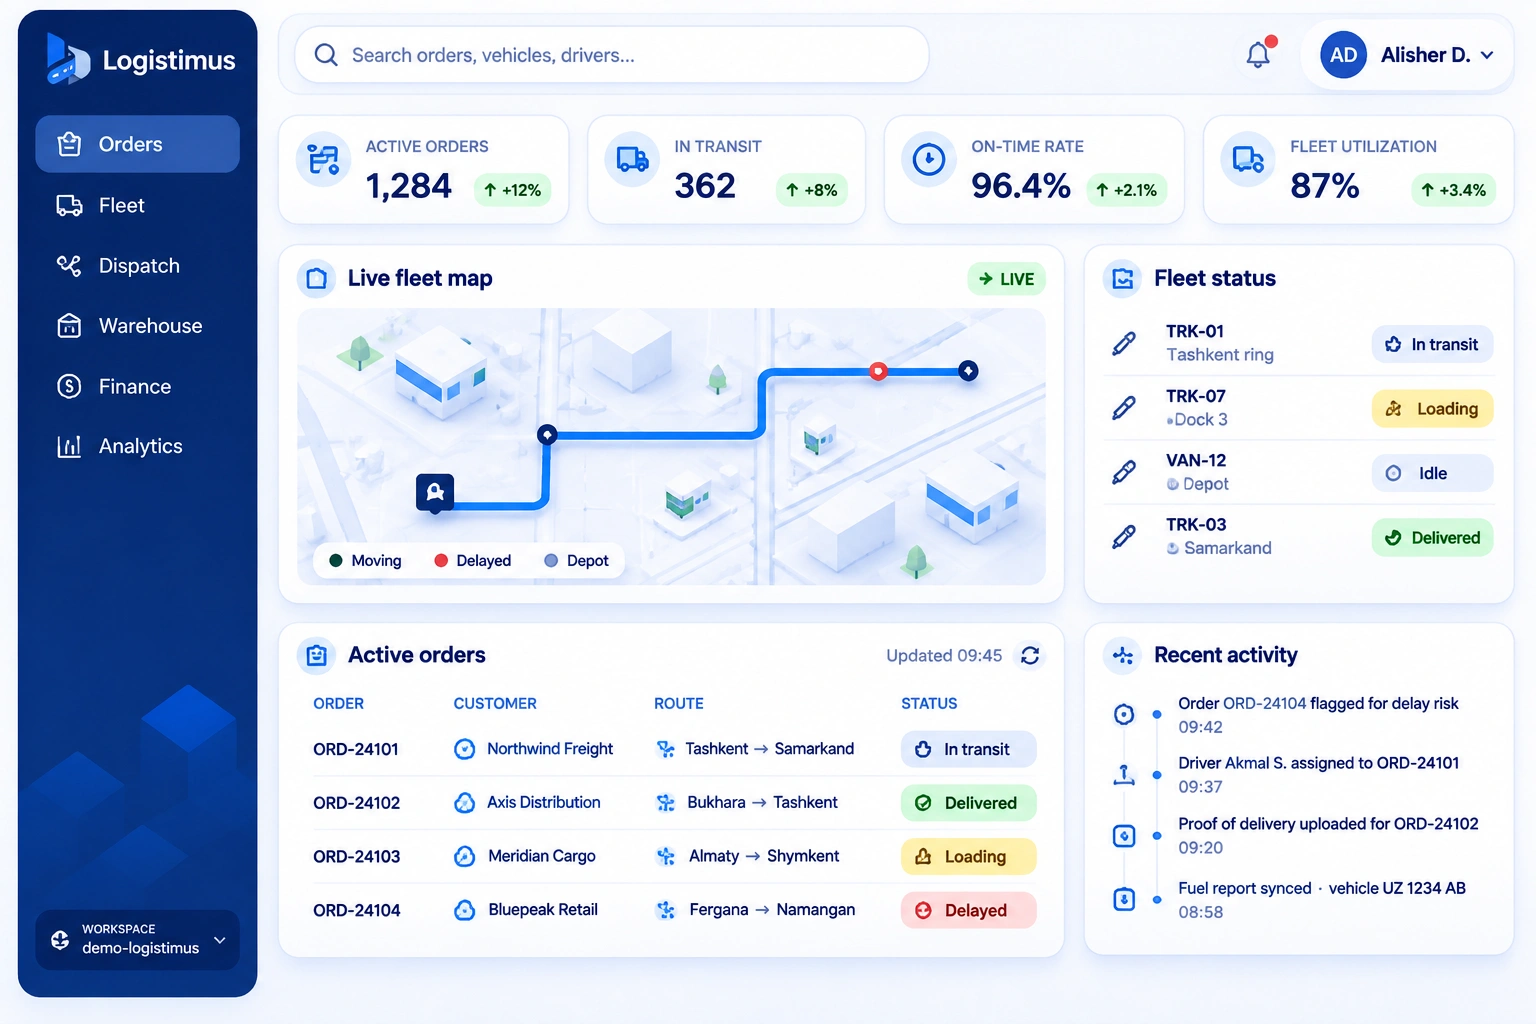 Logistimus
Search orders, vehicles, drivers...
AD
Alisher D.
Orders
Fleet
Dispatch
Warehouse
Finance
Analytics
WORKSPACE
demo-logistimus
ACTIVE ORDERS
1,284
+12%
IN TRANSIT
362
+8%
ON-TIME RATE
96.4%
+2.1%
FLEET UTILIZATION
87%
+3.4%
Live fleet map
LIVE
Moving
Delayed
Depot
Fleet status
TRK-01
Tashkent ring
In transit
TRK-07
Dock 3
Loading
VAN-12
Depot
Idle
TRK-03
Samarkand
Delivered
Active orders
Updated 09:45
ORDER CUSTOMER ROUTE STATUS
ORD-24101 Northwind Freight Tashkent → Samarkand In transit
ORD-24102 Axis Distribution Bukhara → Tashkent Delivered
ORD-24103 Meridian Cargo Almaty → Shymkent Loading
ORD-24104 Bluepeak Retail Fergana → Namangan Delayed
Recent activity
Order ORD-24104 flagged for delay risk
09:42
Driver Akmal S. assigned to ORD-24101
09:37
Proof of delivery uploaded for ORD-24102
09:20
Fuel report synced · vehicle UZ 1234 AB
08:58